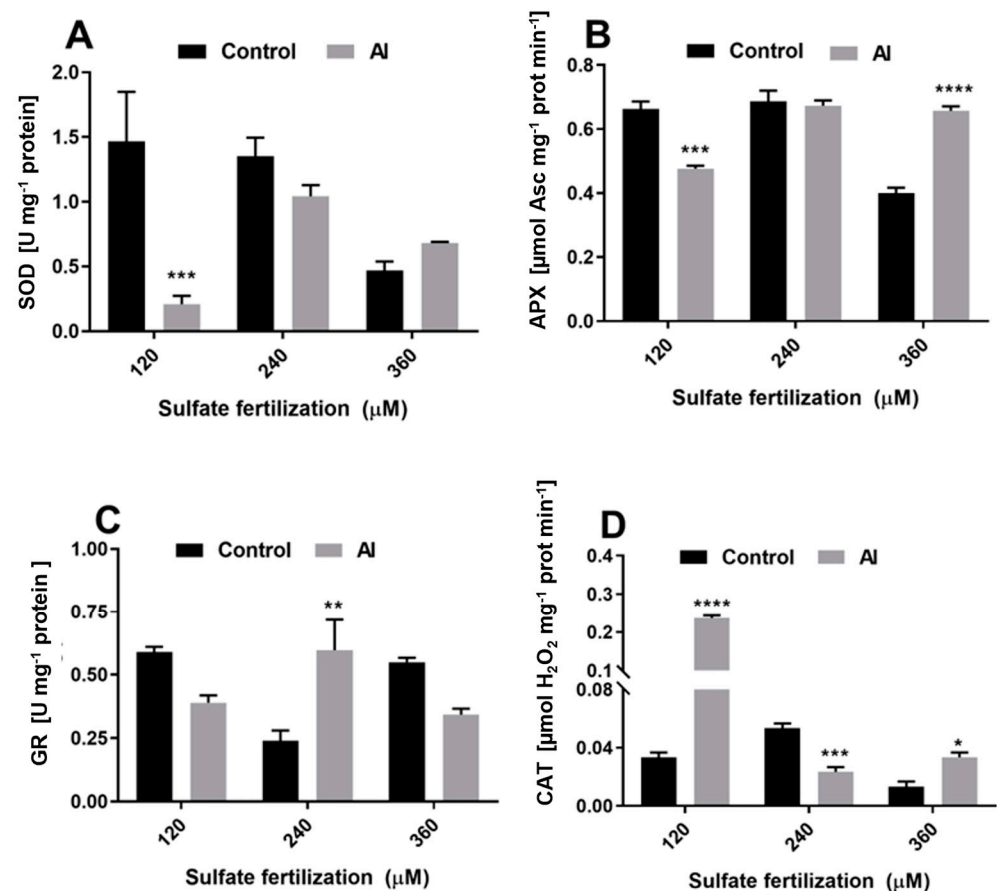 A
Control Al
SOD [U mg⁻¹ protein]
2.0
1.5
1.0
0.5
0.0
***
120 240 360
Sulfate fertilization (μM)
B
Control Al
APX [μmol Asc mg⁻¹ prot min⁻¹]
0.8
0.6
0.4
0.2
0.0
***
****
120 240 360
Sulfate fertilization (μM)
C
Control Al
GR [U mg⁻¹ protein ]
1.00
0.75
0.50
0.25
0.00
**
120 240 360
Sulfate fertilization (μM)
D
Control Al
CAT [μmol H₂O₂ mg⁻¹ prot min⁻¹]
0.4
0.3
0.2
0.1
0.08
0.04
0.00
****
***
*
120 240 360
Sulfate fertilization (μM)